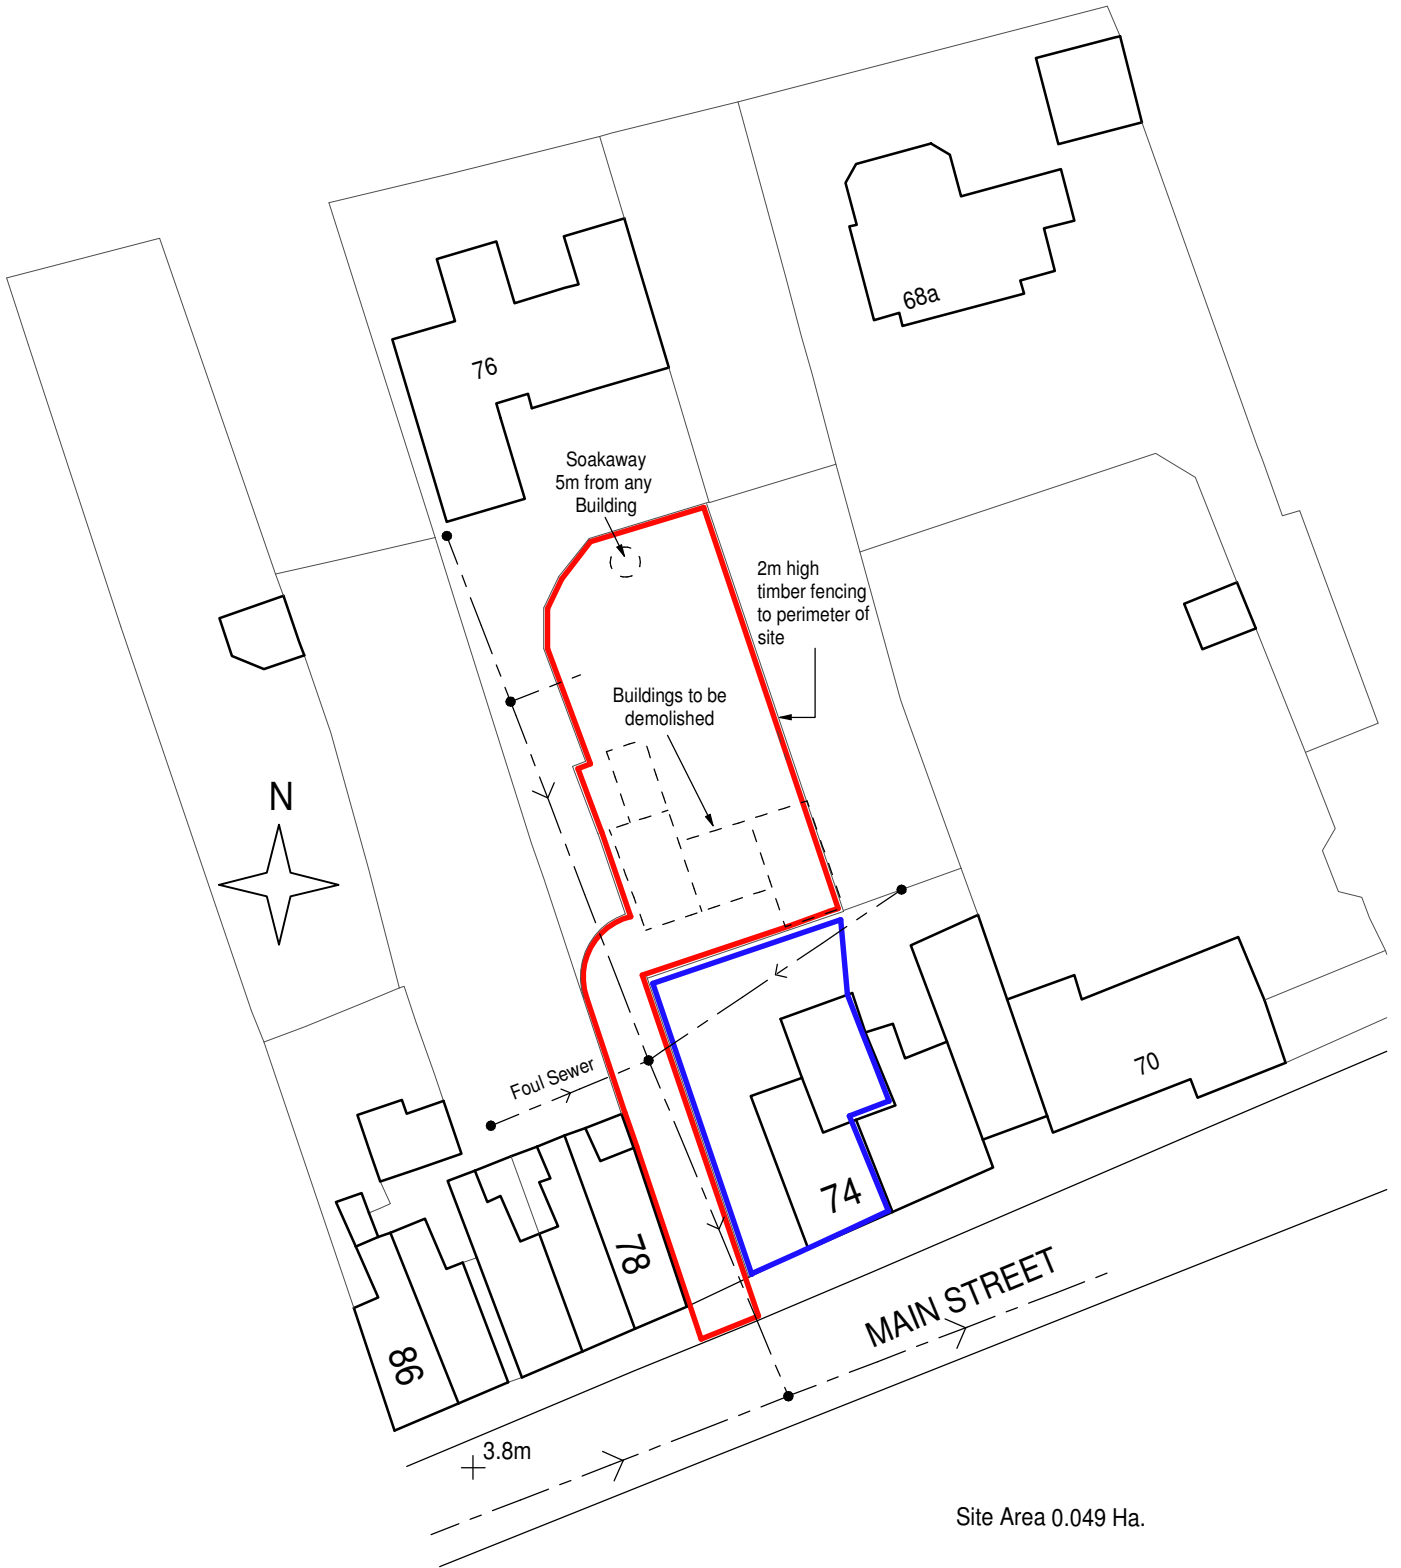 68a
76
Soakaway
5m from any
Building
2m high
timber fencing
to perimeter of
site
Buildings to be
demolished
N
Foul Sewer
70
74
78
86
MAIN STREET
3.8m
Site Area 0.049 Ha.